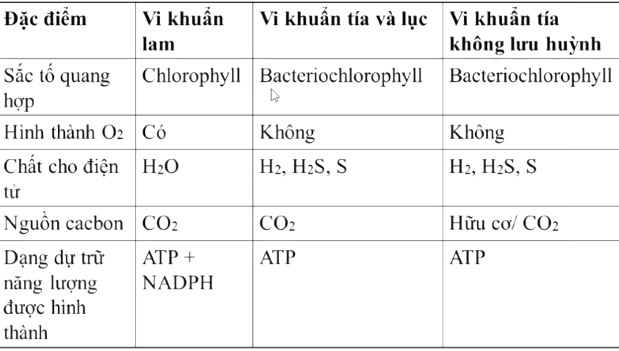 Đặc điểm | Vi khuẩn lam | Vi khuẩn tía và lục | Vi khuẩn tía không lưu huỳnh
Sắc tố quang hợp | Chlorophyll | Bacteriochlorophyll | Bacteriochlorophyll
Hình thành O2 | Có | Không | Không
Chất cho điện tử | H2O | H2, H2S, S | H2, H2S, S
Nguồn cacbon | CO2 | CO2 | Hữu cơ/ CO2
Dạng dự trữ năng lượng được hình thành | ATP + NADPH | ATP | ATP